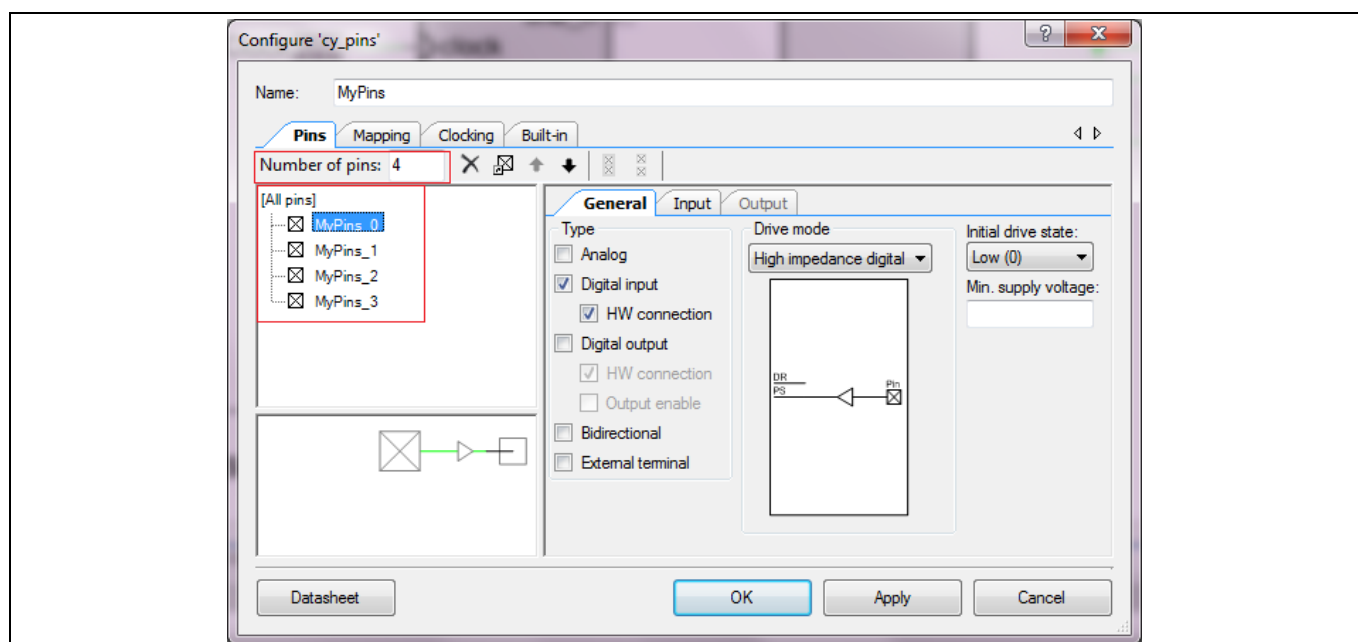 Configure 'cy_pins'
Name: MyPins
Pins Mapping Clocking Built-in
Number of pins: 4
[All pins]
MyPins_0
MyPins_1
MyPins_2
MyPins_3
General Input Output
Type
Analog
Digital input
HW connection
Digital output
HW connection
Output enable
Bidirectional
External terminal
Drive mode
High impedance digital
DR
PS
Pin
Initial drive state:
Low (0)
Min. supply voltage:
Datasheet OK Apply Cancel